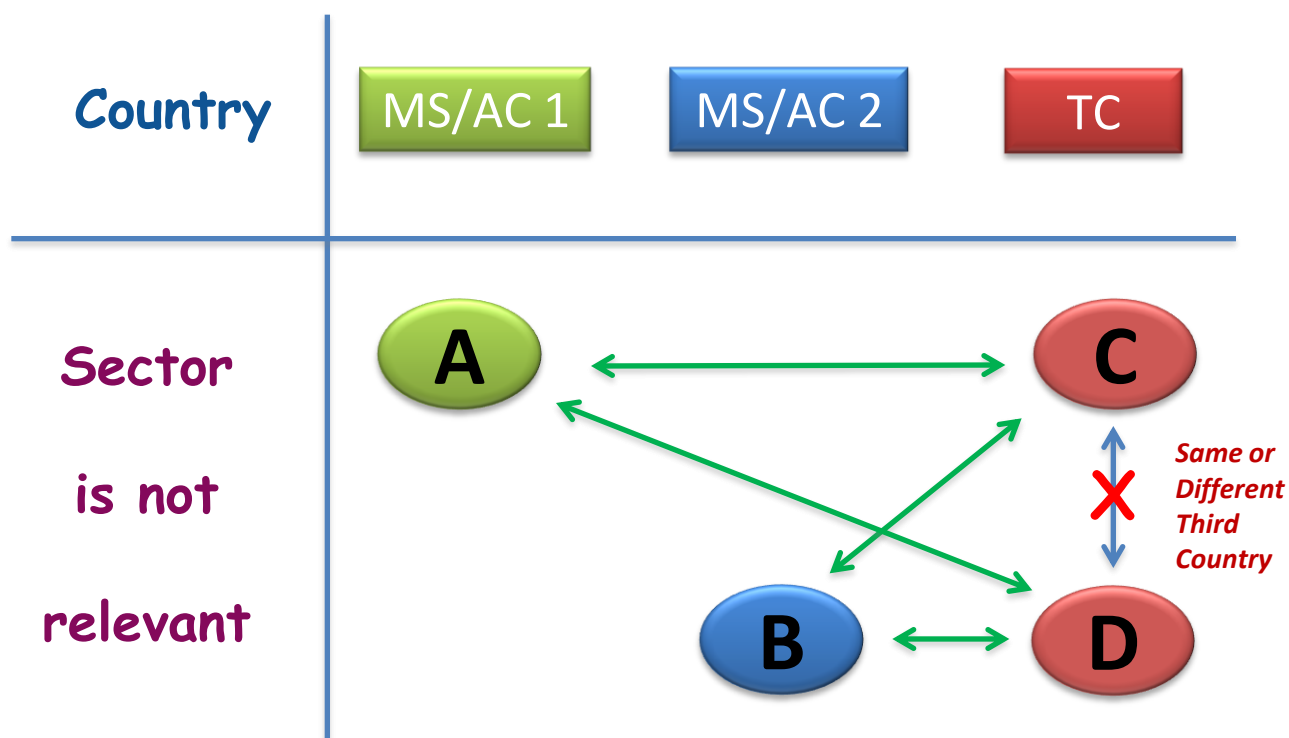 Country
MS/AC 1
MS/AC 2
TC
Sector
is not
relevant
A
C
B
D
Same or
Different
Third
Country